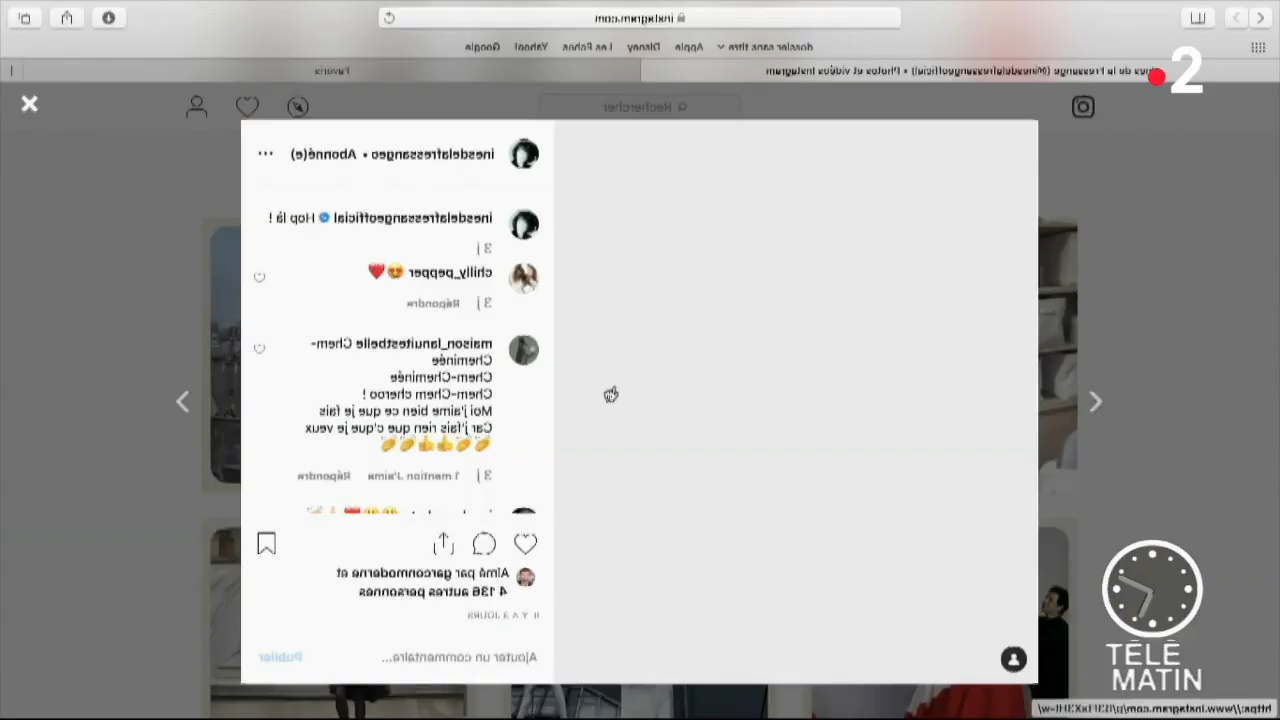 instagram.com
dossier sans titre Apple Disney Les Echos Yahoo! Google
de la Fressange (@inesdelafressangeofficial) • Photos et vidéos Instagram
Favoris
2
Rechercher
inesdelafressangeo • Abonné(e) ...
inesdelafressangeofficial Hop là !
3 j
chilly_pepper 😍❤️
3 j Répondre
maison_lanuitestbelle Chem-
Cheminée
Chem-Cheminée
Chem-Chem cheroo !
Moi j'aime bien ce que je fais
Car j'fais rien que c'que je veux
3 j 1 mention J'aime Répondre
Aimé par garconmoderne et
4 136 autres personnes
IL Y A 3 JOURS
Ajouter un commentaire... Publier
TÉLÉ
MATIN